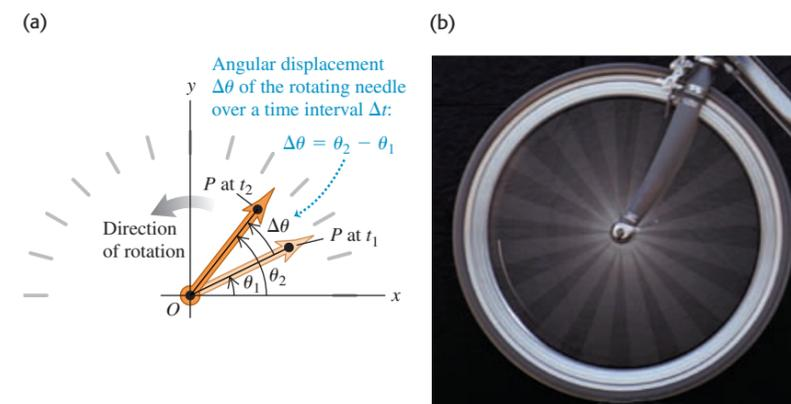 (a)
(b)
Angular displacement
Δθ of the rotating needle
over a time interval Δt:
Δθ = θ₂ − θ₁
y
P at t₂
Direction
of rotation
Δθ
P at t₁
θ₁
θ₂
x
O